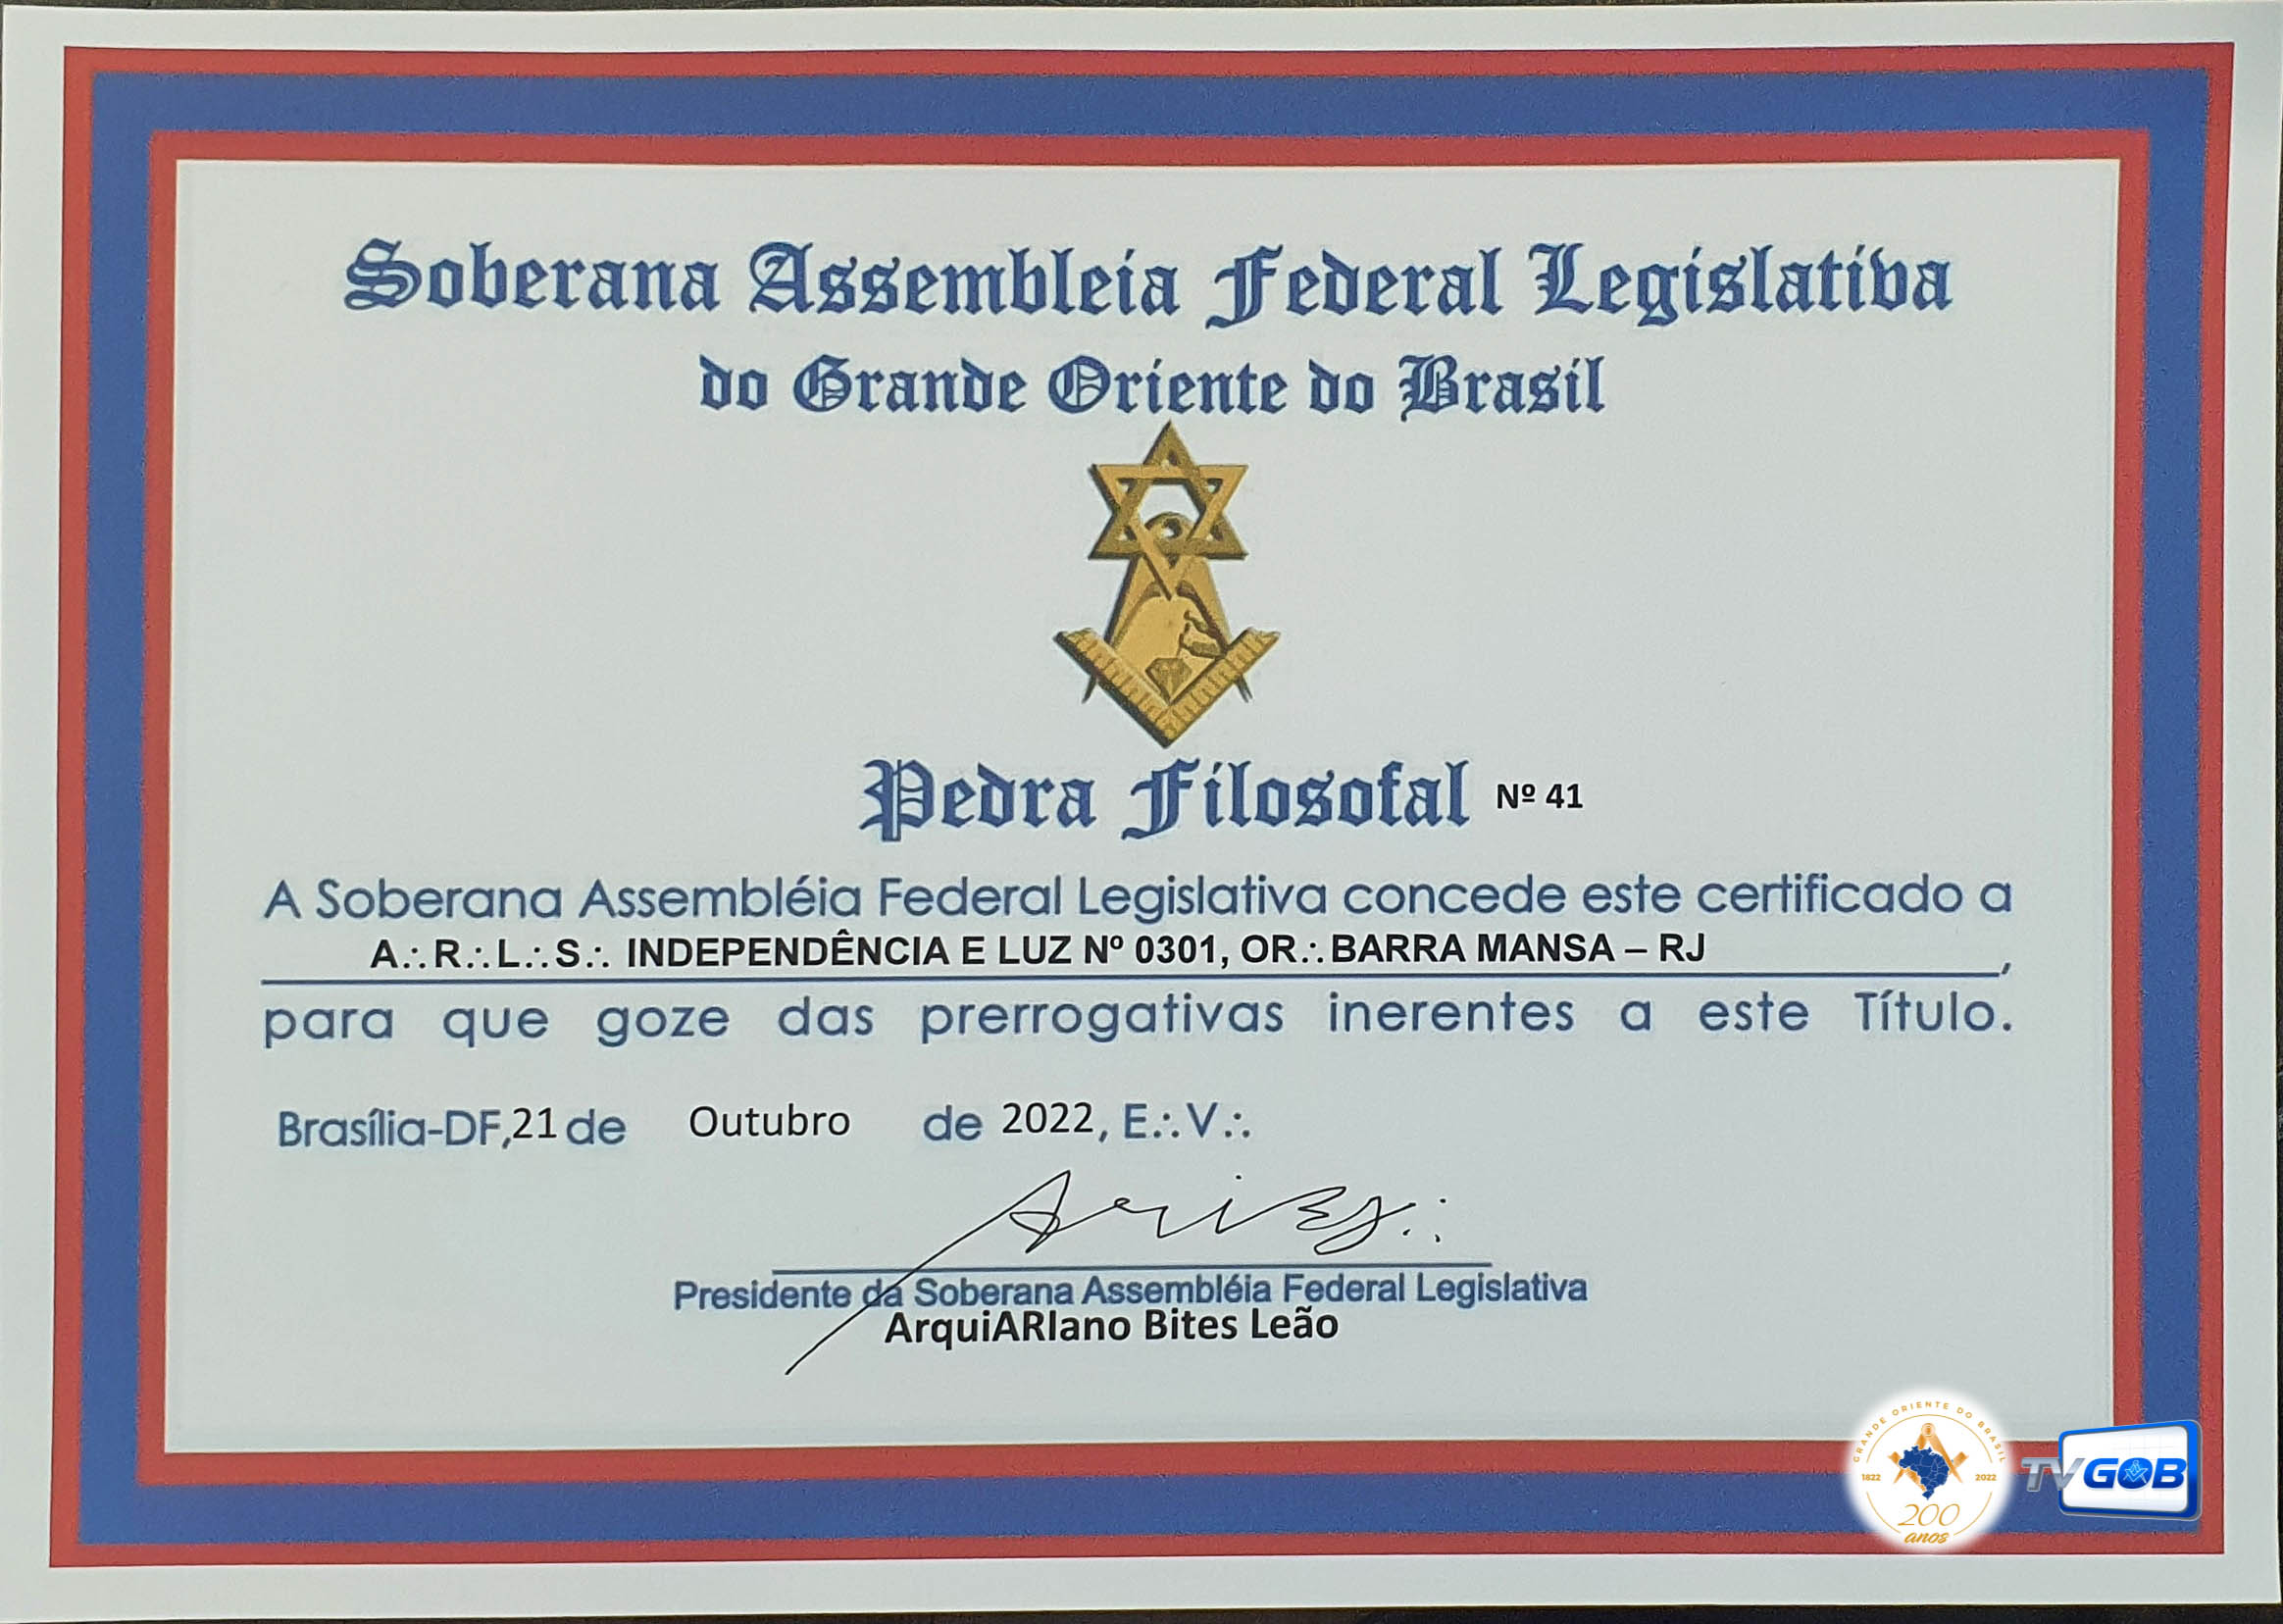 Soberana Assembleia Federal Legislativa
do Grande Oriente do Brasil
Pedra Filosofal Nº 41
A Soberana Assembléia Federal Legislativa concede este certificado a
A∴R∴L∴S∴ INDEPENDÊNCIA E LUZ Nº 0301, OR∴BARRA MANSA – RJ,
para que goze das prerrogativas inerentes a este Título.
Brasília-DF,21 de Outubro de 2022, E∴V∴
Presidente da Soberana Assembléia Federal Legislativa
ArquiARIano Bites Leão
GRANDE ORIENTE DO BRASIL
1822 2022
200
anos
TV GOB